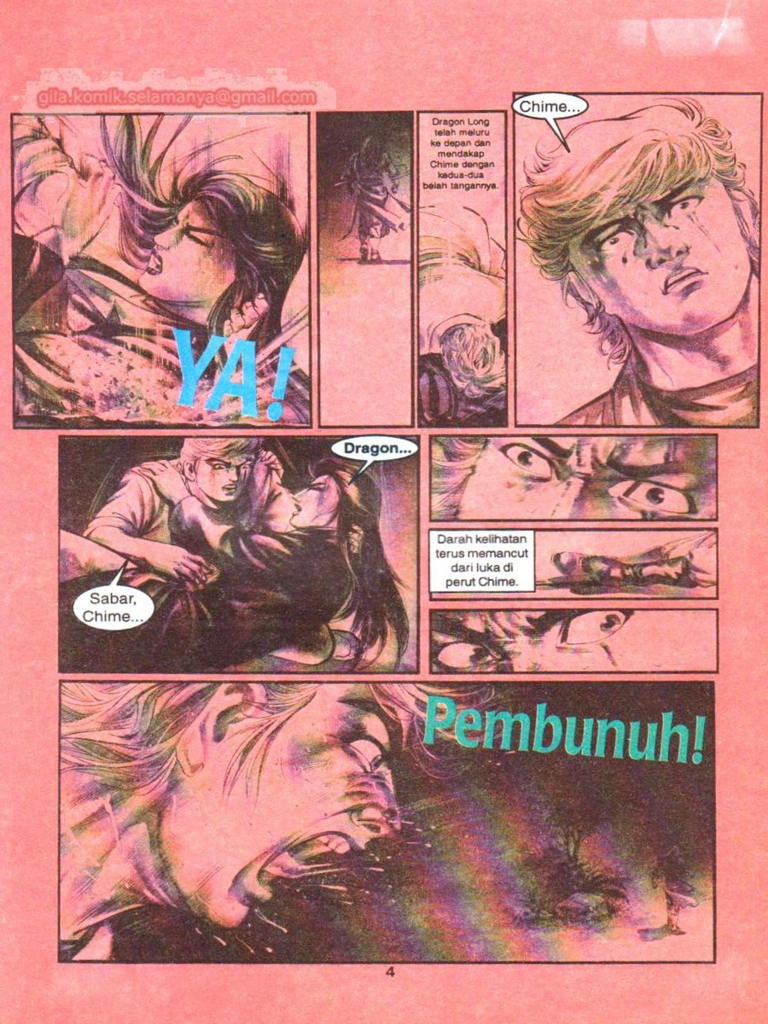 gila.komik.selamanya@gmail.com
YA!
Dragon Long
telah meluru
ke depan dan
mendakap
Chime dengan
kedua-dua
belah tangannya.
Chime...
Dragon...
Sabar,
Chime...
Darah kelihatan
terus memancut
dari luka di
perut Chime.
Pembunuh!
4